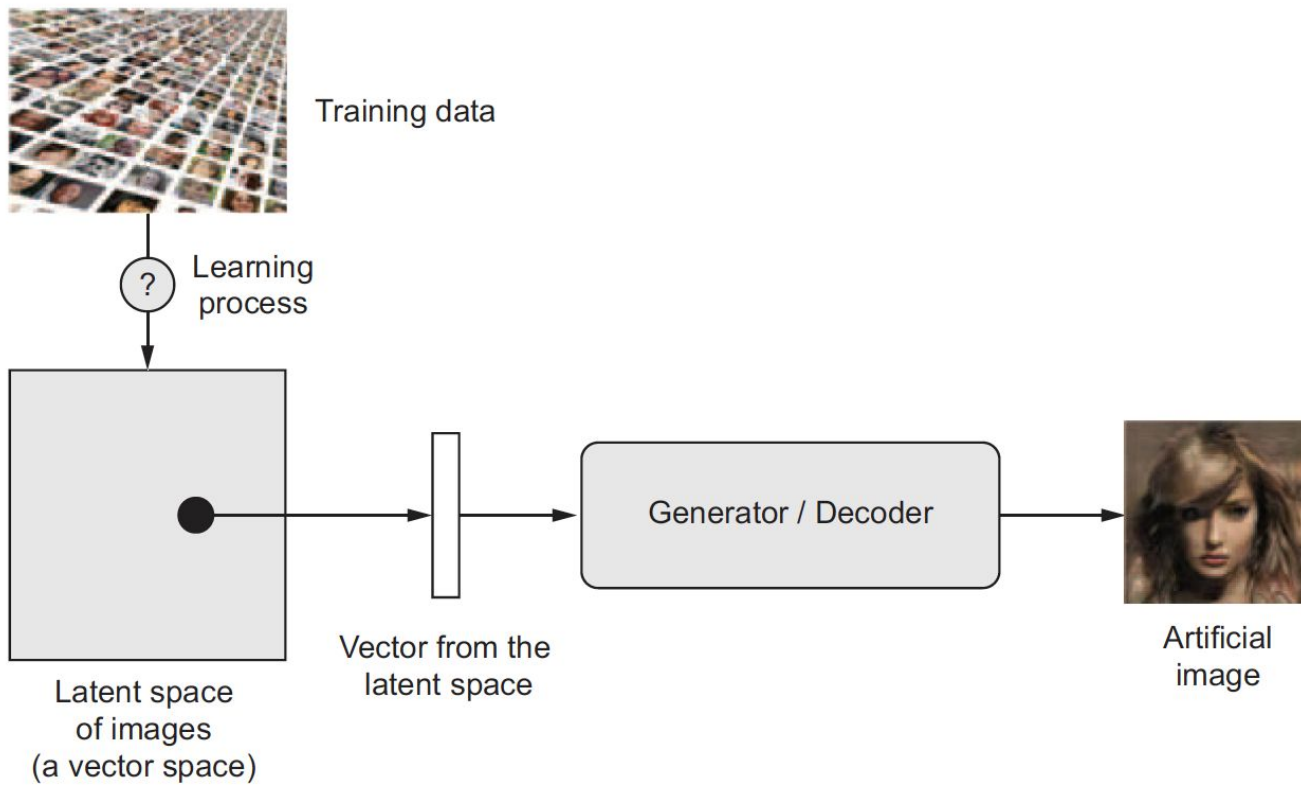 Training data
?
Learning
process
Generator / Decoder
Vector from the
latent space
Artificial
image
Latent space
of images
(a vector space)